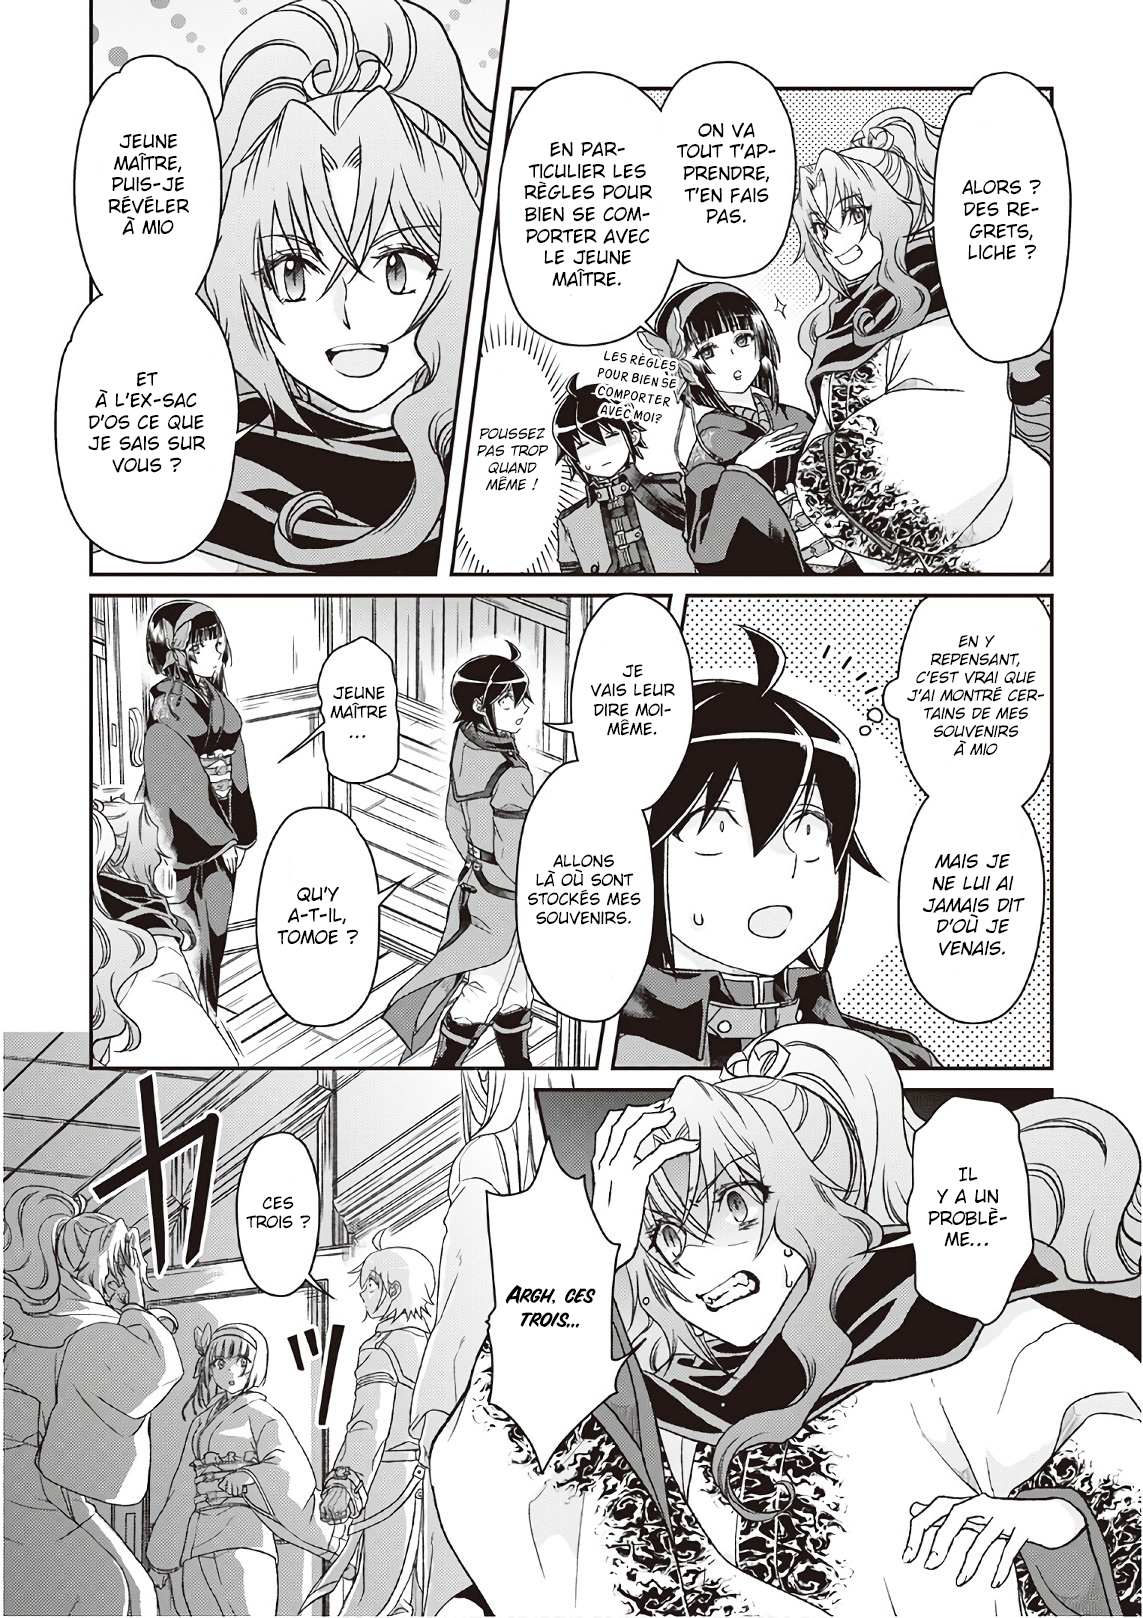 ALORS ?
DES RE-
GRETS,
LICHE ?
ON VA
TOUT T'AP-
PRENDRE,
T'EN FAIS
PAS.
EN PAR-
TICULIER LES
RÈGLES POUR
BIEN SE COM-
PORTER AVEC
LE JEUNE
MAÎTRE.
LES RÈGLES
POUR BIEN SE
COMPORTER
AVEC MOI?
POUSSEZ
PAS TROP
QUAND
MÊME !
JEUNE
MAÎTRE,
PUIS-JE
RÉVÉLER
À MIO
ET
À L'EX-SAC
D'OS CE QUE
JE SAIS SUR
VOUS ?
EN Y
REPENSANT,
C'EST VRAI QUE
J'AI MONTRÉ CER-
TAINS DE MES
SOUVENIRS
À MIO
MAIS JE
NE LUI AI
JAMAIS DIT
D'OÙ JE
VENAIS.
JE
VAIS LEUR
DIRE MOI-
MÊME.
ALLONS
LÀ OÙ SONT
STOCKÉS MES
SOUVENIRS.
JEUNE
MAÎTRE
...
QU'Y
A-T-IL,
TOMOE ?
IL
Y A UN
PROBLÈ-
ME...
ARGH, CES
TROIS...
CES
TROIS ?
カッ